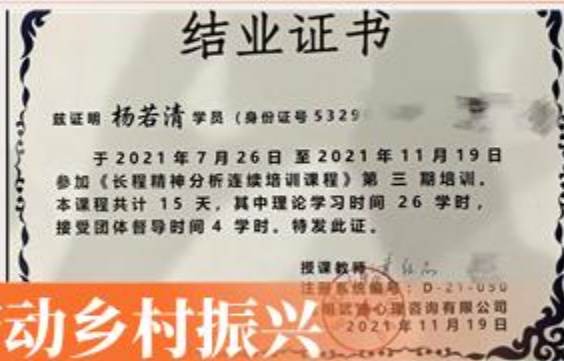 结业证书
兹证明 杨若清 学员（身份证号 5329
于 2021 年 7 月 26 日 至 2021 年 11 月 19 日
参加《长程精神分析连续培训课程》第 三 期培训。
本课程共计 15 天，其中理论学习时间 26 学时，
接受团体督导时间 4 学时。特发此证。
授课教师
注册系统编号：D-21-050
心理咨询有限公司
2021 年 11 月 19 日
动乡村振兴